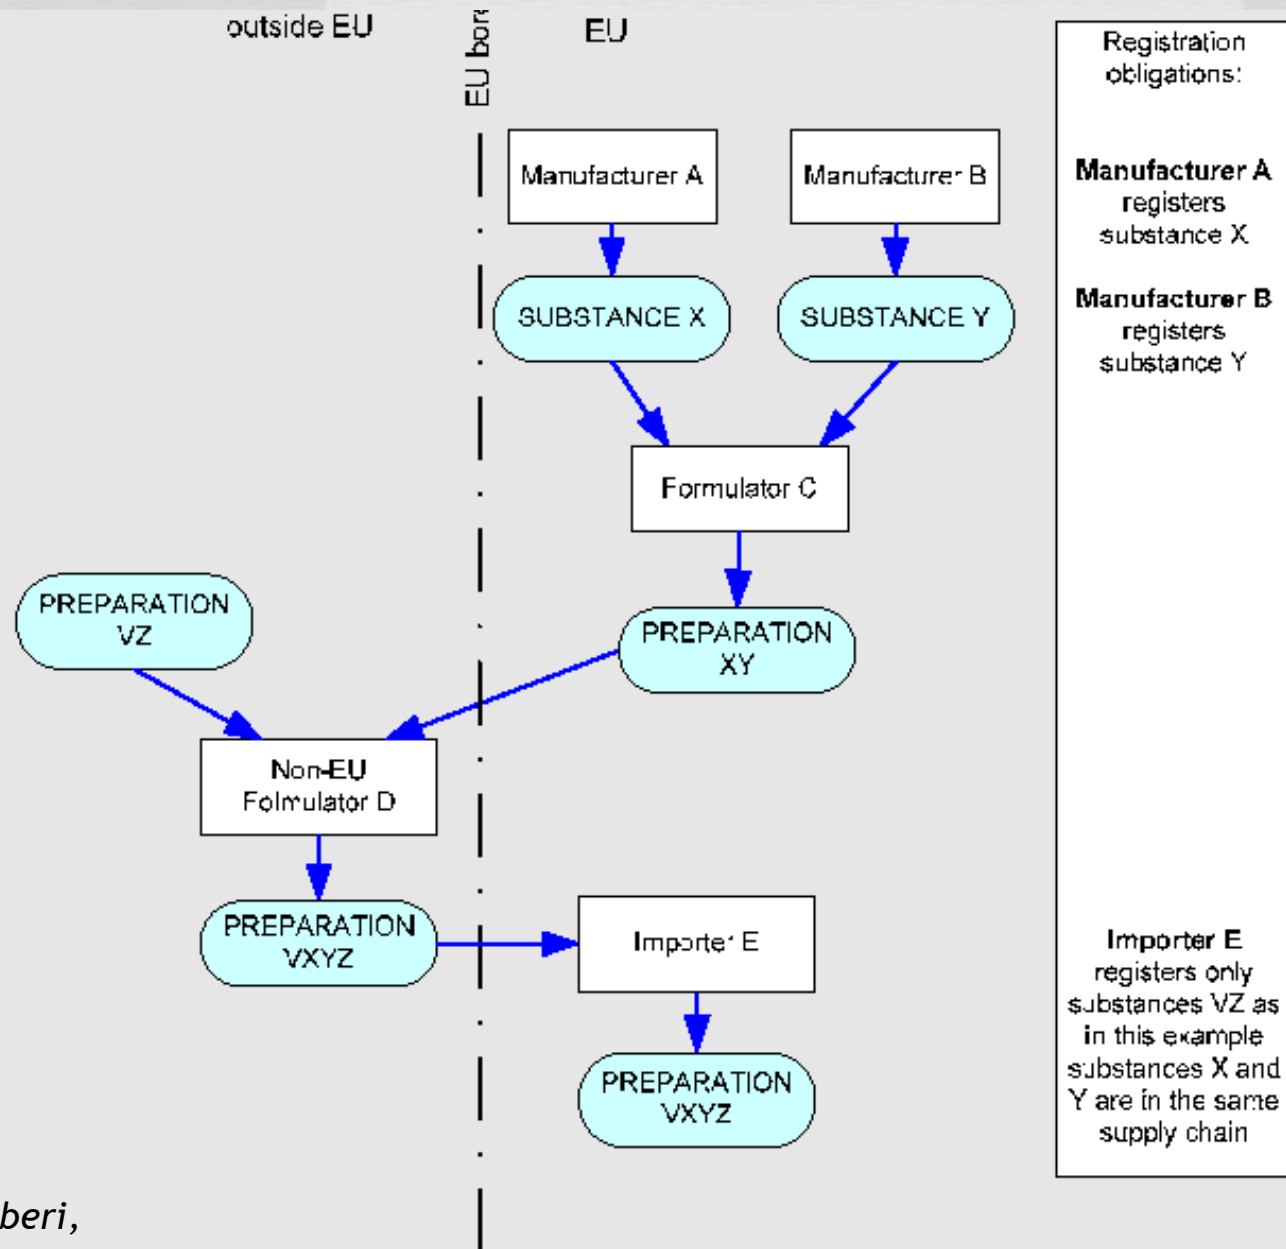 outside EU
EU
Manufacturer A
Manufacturer B
SUBSTANCE X
SUBSTANCE Y
Formulator C
PREPARATION
VZ
PREPARATION
XY
Non-EU
Folmulator D
PREPARATION
VXYZ
Importer E
PREPARATION
VXYZ
Registration
obligations:
Manufacturer A
registers
substance X
Manufacturer B
registers
substance Y
Importer E
registers only
substances VZ as
in this example
substances X and
Y are in the same
supply chain
EU
beri,